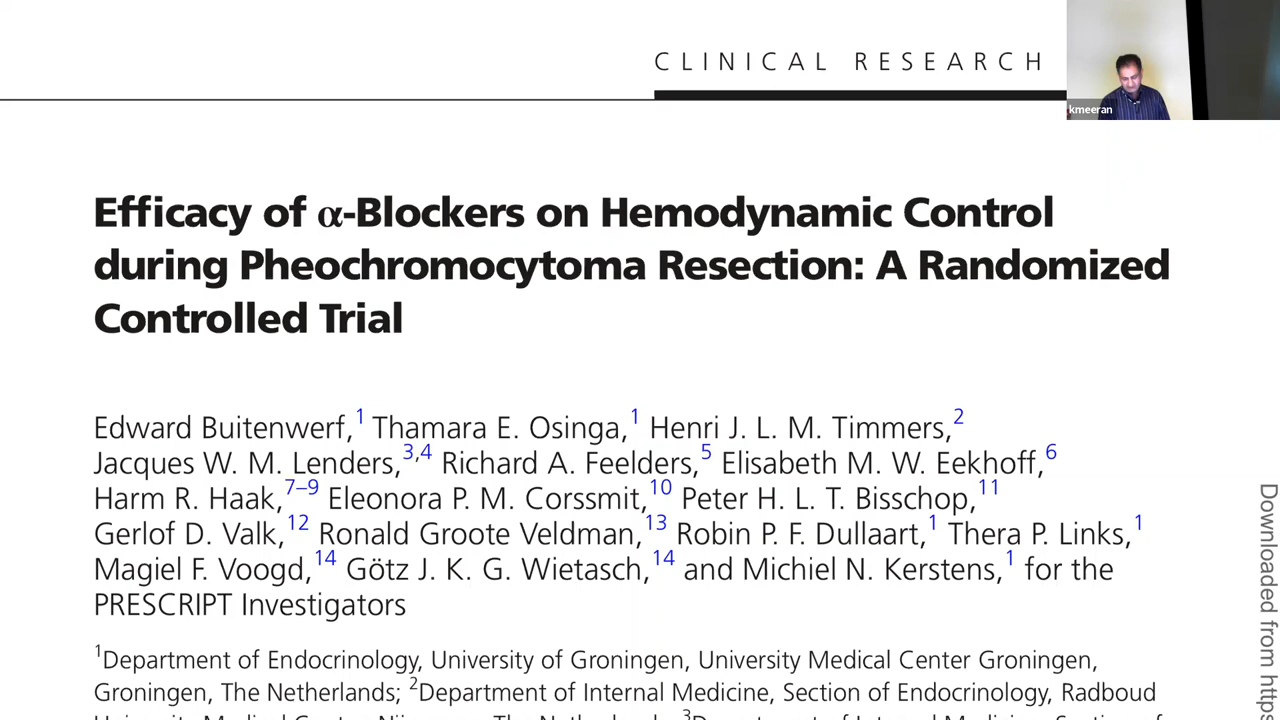 CLINICAL RESEARCH
kmeeran
Efficacy of α-Blockers on Hemodynamic Control
during Pheochromocytoma Resection: A Randomized
Controlled Trial
Edward Buitenwerf,1 Thamara E. Osinga,1 Henri J. L. M. Timmers,2
Jacques W. M. Lenders,3,4 Richard A. Feelders,5 Elisabeth M. W. Eekhoff,6
Harm R. Haak,7–9 Eleonora P. M. Corssmit,10 Peter H. L. T. Bisschop,11
Gerlof D. Valk,12 Ronald Groote Veldman,13 Robin P. F. Dullaart,1 Thera P. Links,1
Magiel F. Voogd,14 Götz J. K. G. Wietasch,14 and Michiel N. Kerstens,1 for the
PRESCRIPT Investigators
1Department of Endocrinology, University of Groningen, University Medical Center Groningen,
Groningen, The Netherlands; 2Department of Internal Medicine, Section of Endocrinology, Radboud
Downloaded from https